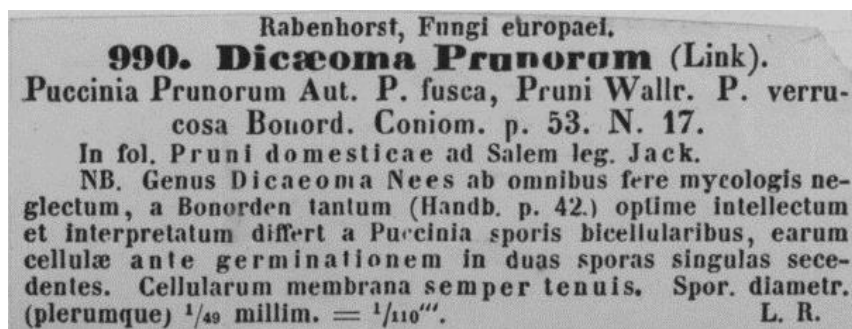 Rabenhorst, Fungi europaei.
990. Dicæoma Prunorum (Link).
Puccinia Prunorum Aut. P. fusca, Pruni Wallr. P. verru-
cosa Bonord. Coniom. p. 53. N. 17.
In fol. Pruni domesticae ad Salem leg. Jack.
NB. Genus Dicaeoma Nees ab omnibus fere mycologis ne-
glectum, a Bonorden tantum (Handb. p. 42.) optime intellectum
et interpretatum differt a Puccinia sporis bicellularibus, earum
cellulæ ante germinationem in duas sporas singulas sece-
dentes. Cellularum membrana semper tenuis. Spor. diametr.
(plerumque) 1/49 millim. = 1/110‴. L. R.